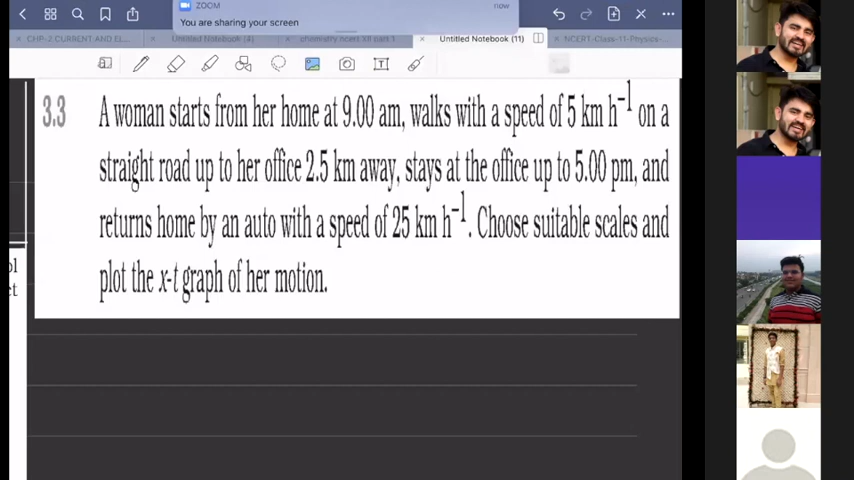 ZOOM
now
You are sharing your screen
CHP-2 CURRENT AND EL...
Untitled Notebook (4)
chemistry ncert XII part 1
Untitled Notebook (11)
NCERT-Class-11-Physics-...
3.3 A woman starts from her home at 9.00 am, walks with a speed of 5 km h⁻¹ on a
straight road up to her office 2.5 km away, stays at the office up to 5.00 pm, and
returns home by an auto with a speed of 25 km h⁻¹. Choose suitable scales and
plot the x-t graph of her motion.
ol
et